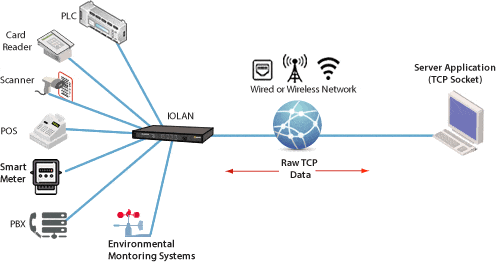 PLC
Card
Reader
Scanner
POS
Smart
Meter
PBX
Environmental
Montoring Systems
IOLAN
Wired or Wireless Network
Raw TCP
Data
Server Application
(TCP Socket)